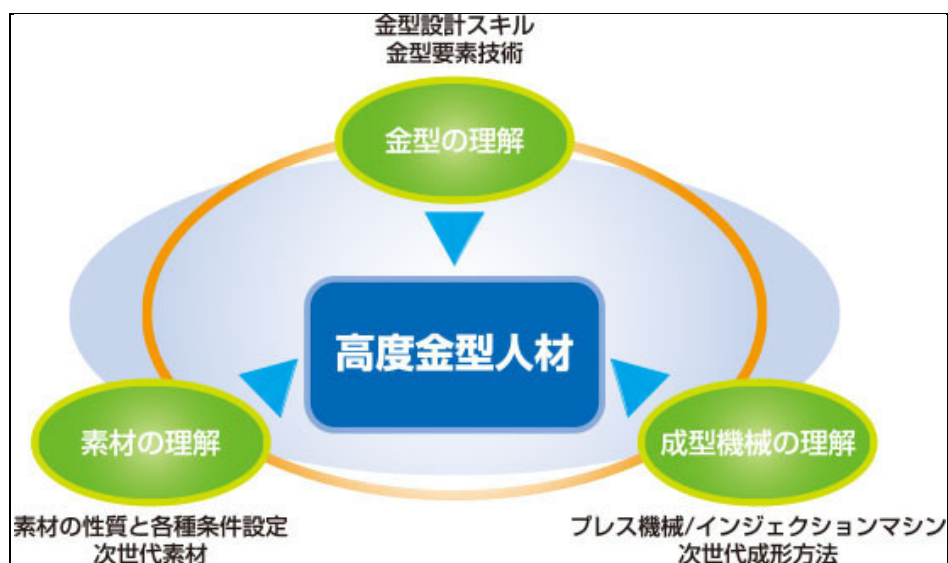 金型設計スキル
金型要素技術
金型の理解
高度金型人材
素材の理解
成型機械の理解
素材の性質と各種条件設定
次世代素材
プレス機械/インジェクションマシン
次世代成形方法